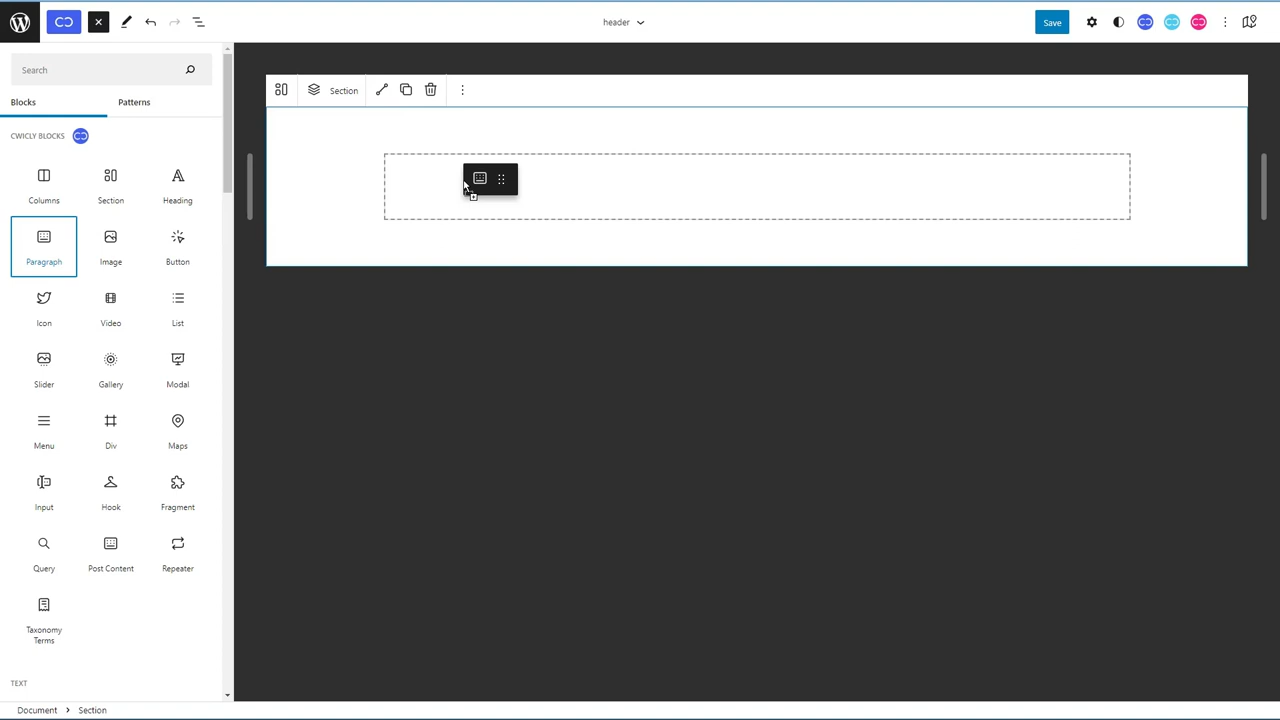 header
Save
Search
Section
Blocks
Patterns
CWICLY BLOCKS
Columns
Section
Heading
Paragraph
Image
Button
Icon
Video
List
Slider
Gallery
Modal
Menu
Div
Maps
Input
Hook
Fragment
Query
Post Content
Repeater
Taxonomy
Terms
TEXT
Document
Section